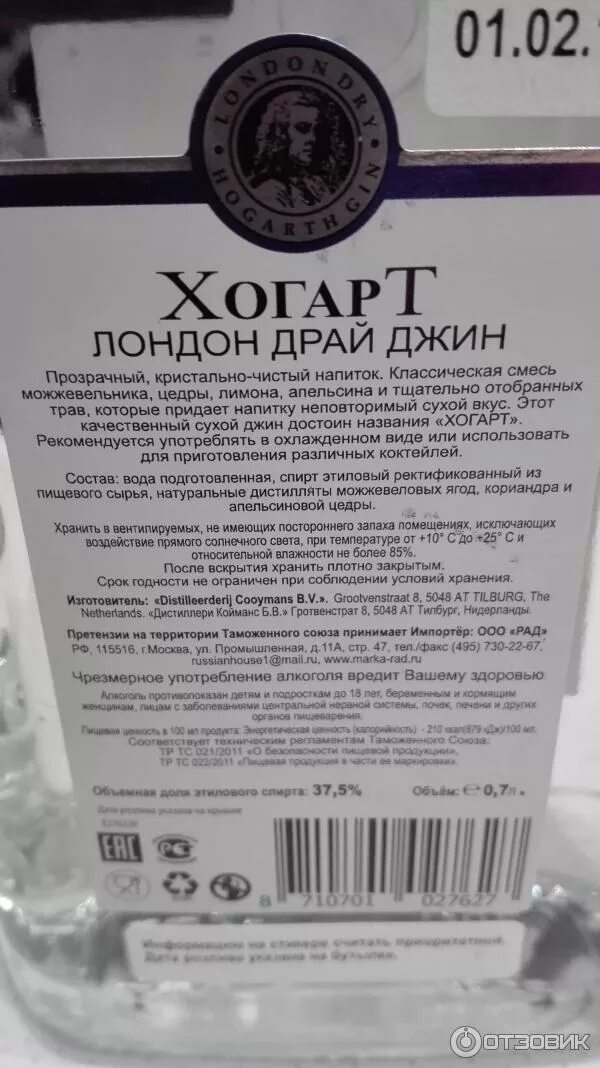 01.02.
LONDON DRY
HOGARTH GIN
ХОГАРТ
ЛОНДОН ДРАЙ ДЖИН
Прозрачный, кристально-чистый напиток. Классическая смесь
можжевельника, цедры, лимона, апельсина и тщательно отобранных
трав, которые придает напитку неповторимый сухой вкус. Этот
качественный сухой джин достоин названия «ХОГАРТ».
Рекомендуется употреблять в охлажденном виде или использовать
для приготовления различных коктейлей.
Состав: вода подготовленная, спирт этиловый ректификованный из
пищевого сырья, натуральные дистилляты можжевеловых ягод, кориандра и
апельсиновой цедры.
Хранить в вентилируемых, не имеющих постороннего запаха помещениях, исключающих
воздействие прямого солнечного света, при температуре от +10° С до +25° С и
относительной влажности не более 85%.
После вскрытия хранить плотно закрытым.
Срок годности не ограничен при соблюдении условий хранения.
Изготовитель: «Distilleerderij Cooymans B.V.». Grootvenstraat 8, 5048 AT TILBURG, The
Netherlands. «Дистиллери Койманс Б.В.» Гротвенстрат 8, 5048 АТ Тилбург, Нидерланды.
Претензии на территории Таможенного союза принимает Импортёр: ООО «РАД»
РФ, 115516, г.Москва, ул. Промышленная, д.11А, стр. 47, тел./факс (495) 730-22-67,
russianhouse1@mail.ru, www.marka-rad.ru
Чрезмерное употребление алкоголя вредит Вашему здоровью
Алкоголь противопоказан детям и подросткам до 18 лет, беременным и кормящим
женщинам, лицам с заболеваниями центральной нервной системы, почек, печени и других
органов пищеварения.
Пищевая ценность в 100 мл продукта: Энергетическая ценность (калорийность) - 210 ккал(879 кДж)/100 мл.
Соответствует техническим регламентам Таможенного Союза:
ТР ТС 021/2011 «О безопасности пищевой продукции»,
ТР ТС 022/2011 «Пищевая продукция в части ее маркировки».
Объемная доля этилового спирта: 37,5% Объём: ℮ 0,7л.
Дата розлива указана на крышке
EAC РСТ
8 710701 027627
Информацию на стикере считать приоритетной.
Дата розлива указана на бутылке.
ОТЗОВИК